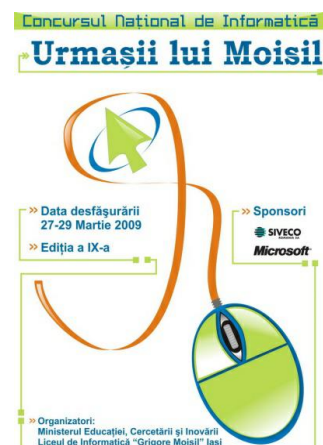 Concursul Național de Informatică
Urmașii lui Moisil
» Data desfășurării
27-29 Martie 2009
» Ediția a IX-a
» Sponsori
SIVECO
Microsoft
» Organizatori:
Ministerul Educației, Cercetării și Inovării
Liceul de Informatică "Grigore Moisil" Iași